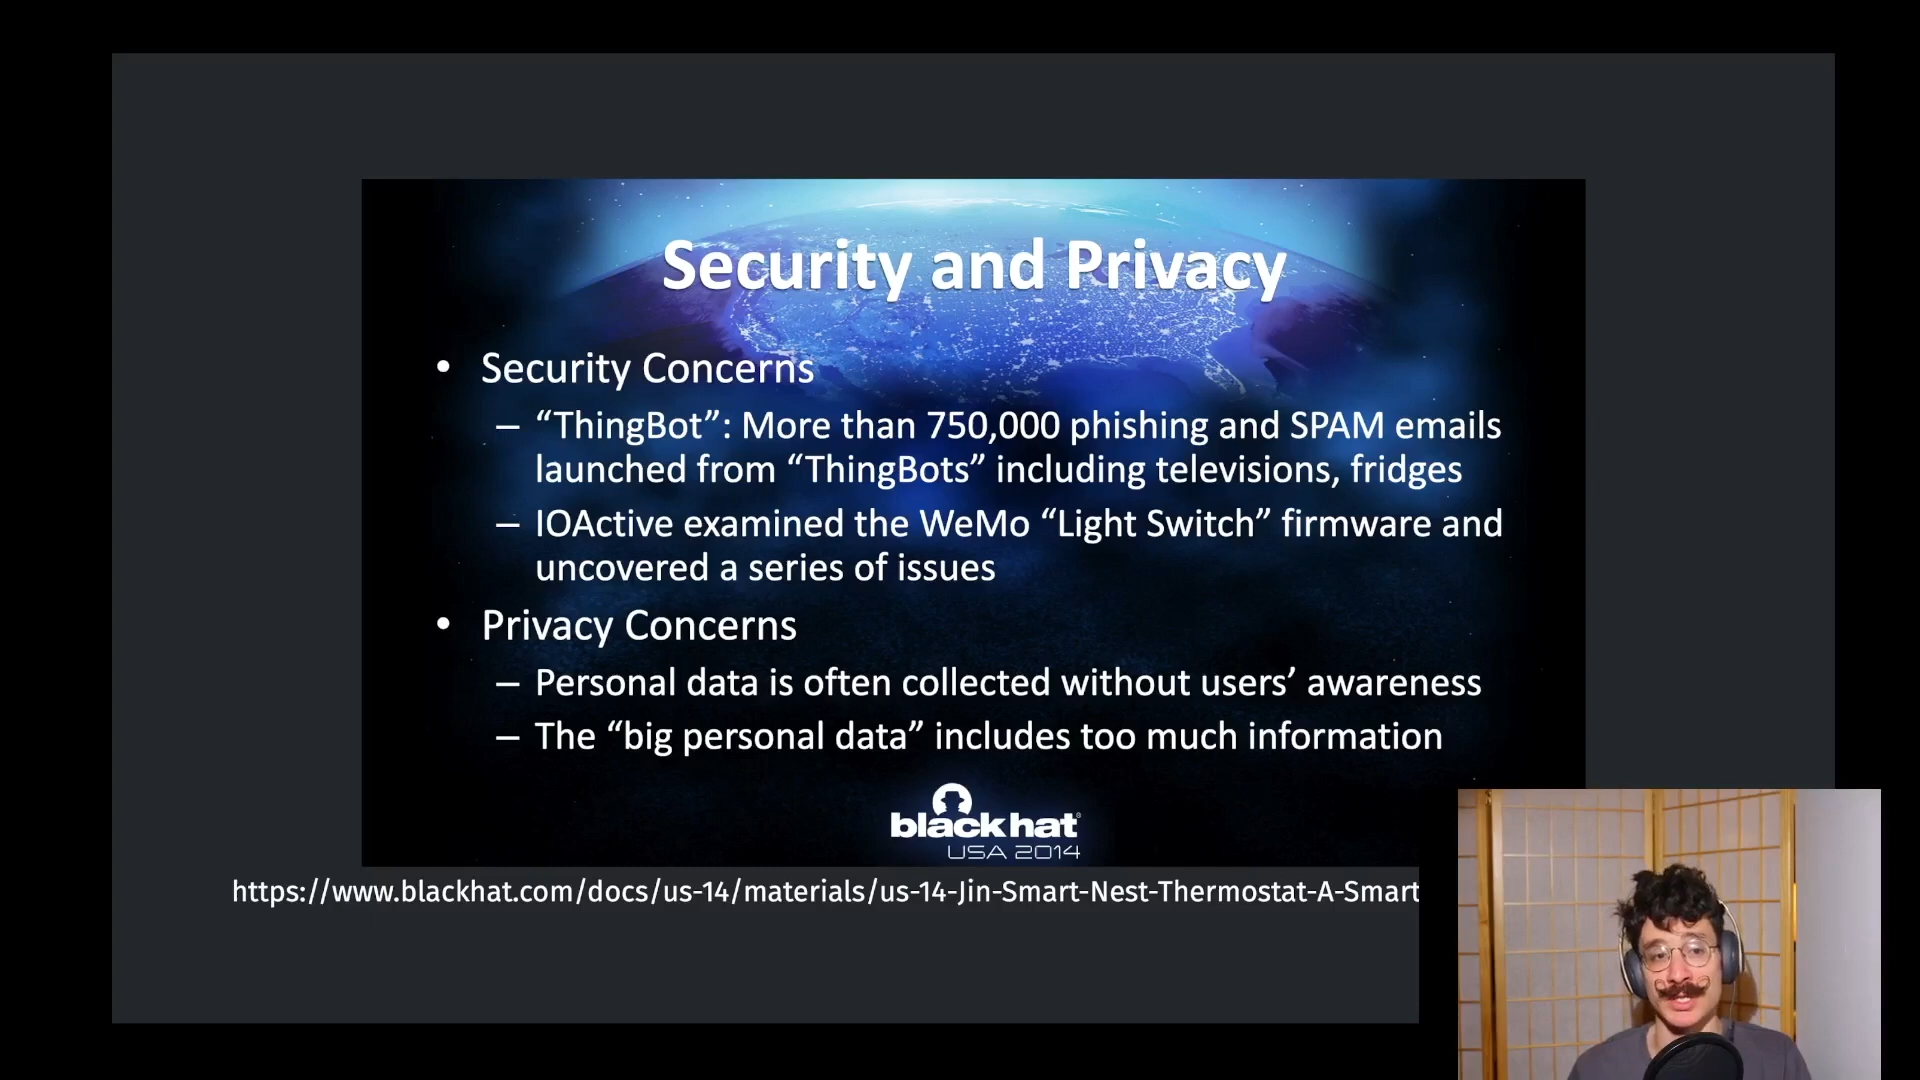 Security and Privacy
• Security Concerns
– “ThingBot”: More than 750,000 phishing and SPAM emails
launched from “ThingBots” including televisions, fridges
– IOActive examined the WeMo “Light Switch” firmware and
uncovered a series of issues
• Privacy Concerns
– Personal data is often collected without users’ awareness
– The “big personal data” includes too much information
black hat®
USA 2014
https://www.blackhat.com/docs/us-14/materials/us-14-Jin-Smart-Nest-Thermostat-A-Smart